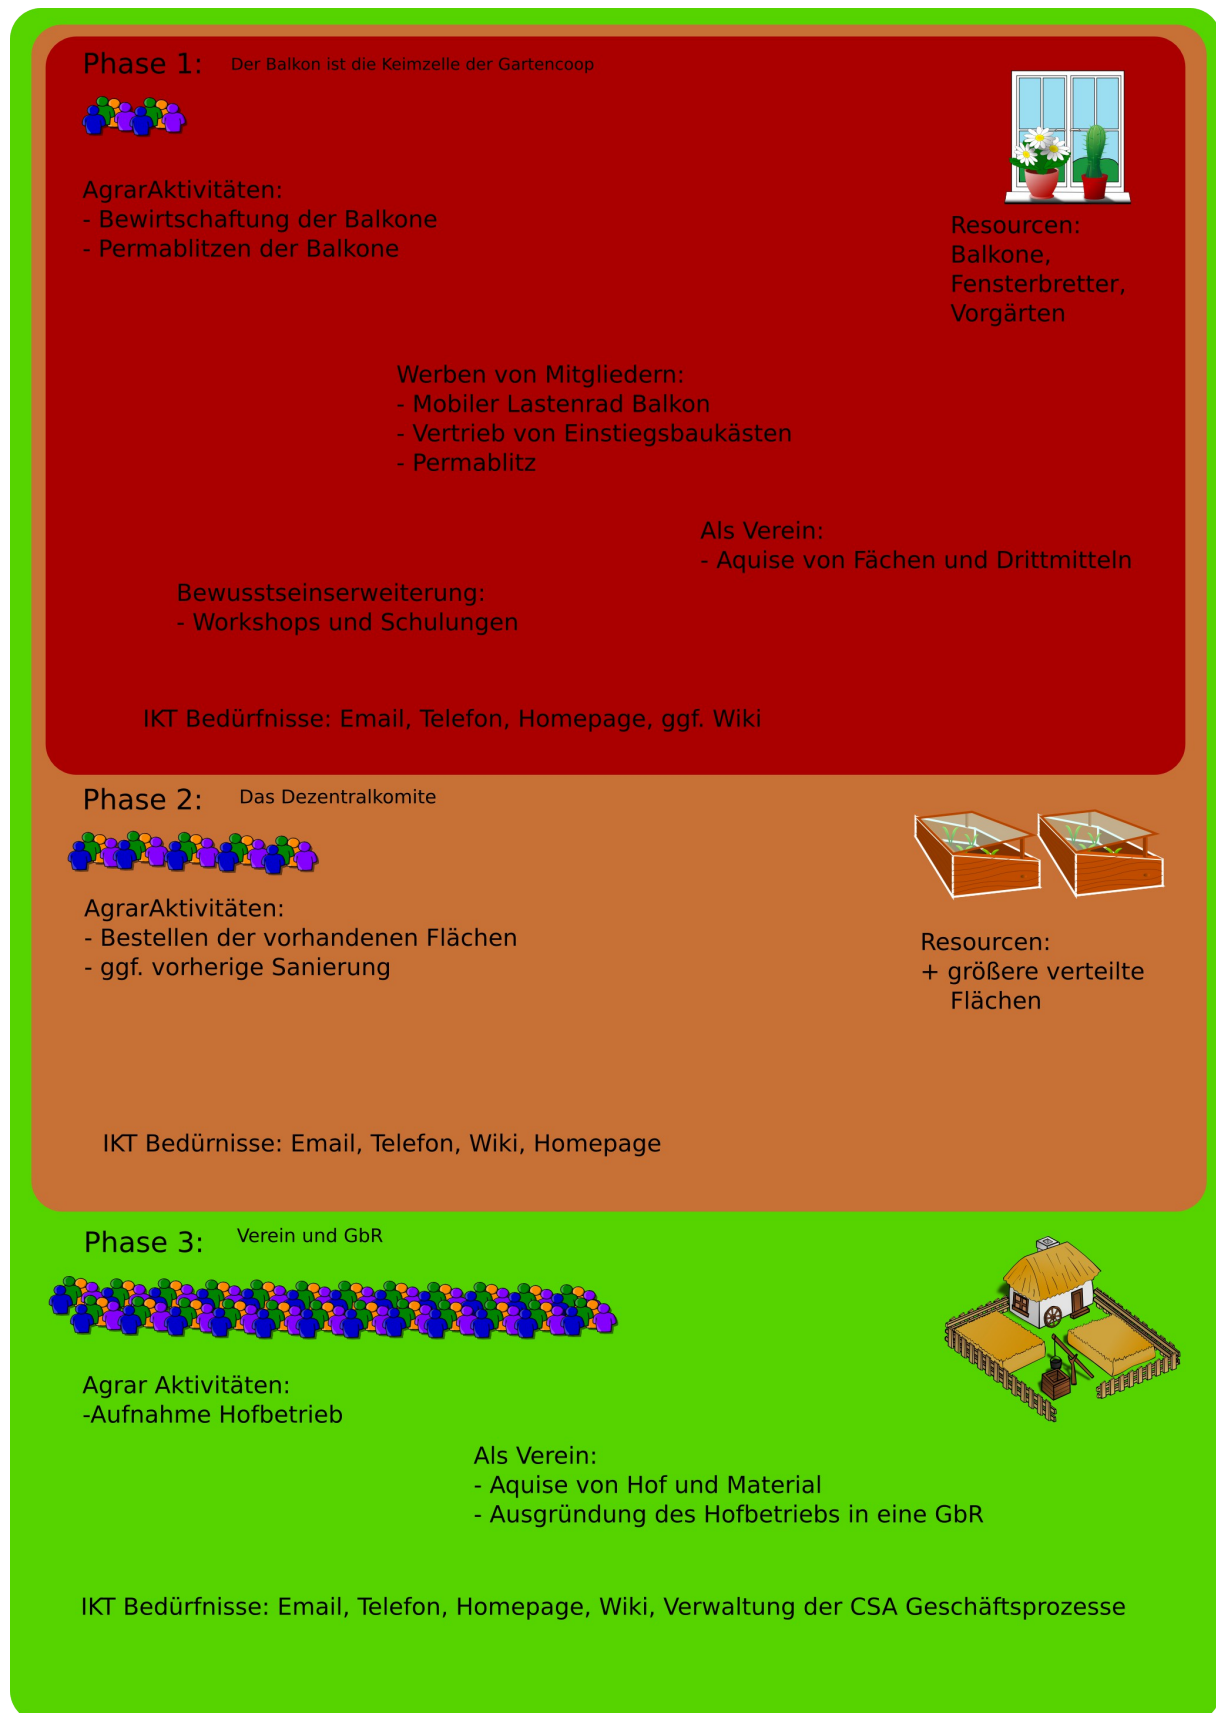 Phase 1: Der Balkon ist die Keimzelle der Gartencoop
AgrarAktivitäten:
- Bewirtschaftung der Balkone
- Permablitzen der Balkone
Resourcen:
Balkone,
Fensterbretter,
Vorgärten
Werben von Mitgliedern:
- Mobiler Lastenrad Balkon
- Vertrieb von Einstiegsbaukästen
- Permablitz
Als Verein:
- Aquise von Fächen und Drittmitteln
Bewusstseinserweiterung:
- Workshops und Schulungen
IKT Bedürfnisse: Email, Telefon, Homepage, ggf. Wiki
Phase 2: Das Dezentralkomite
AgrarAktivitäten:
- Bestellen der vorhandenen Flächen
- ggf. vorherige Sanierung
Resourcen:
+ größere verteilte
Flächen
IKT Bedürnisse: Email, Telefon, Wiki, Homepage
Phase 3: Verein und GbR
Agrar Aktivitäten:
-Aufnahme Hofbetrieb
Als Verein:
- Aquise von Hof und Material
- Ausgründung des Hofbetriebs in eine GbR
IKT Bedürfnisse: Email, Telefon, Homepage, Wiki, Verwaltung der CSA Geschäftsprozesse